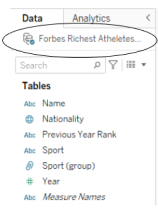 Data Analytics <
Forbes Richest Atheletes...
Search
Tables
Abc Name
Nationality
Abc Previous Year Rank
Abc Sport
Sport (group)
# Year
Abc Measure Names